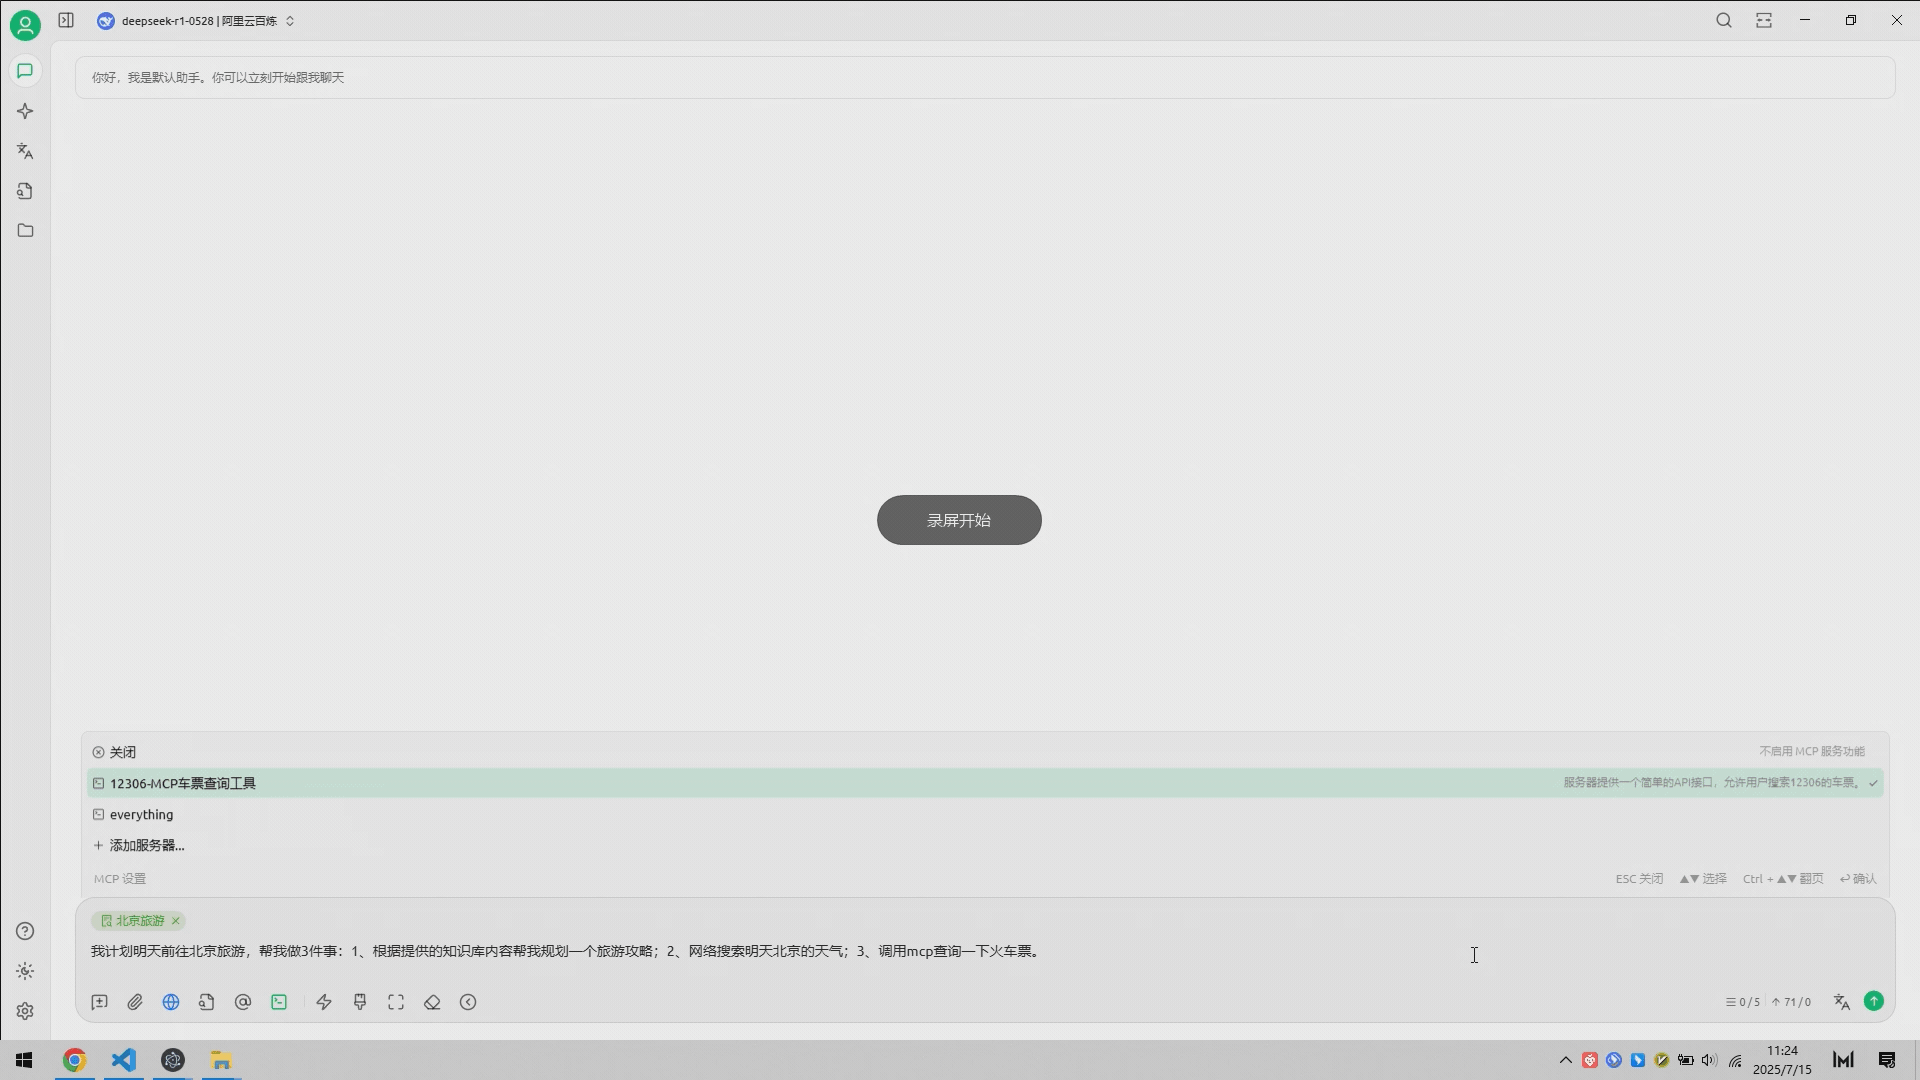 deepseek-r1-0528 | 阿里云百炼
你好，我是默认助手。你可以立刻开始跟我聊天
录屏开始
关闭 不启用 MCP 服务功能
12306-MCP车票查询工具 服务器提供一个简单的API接口，允许用户搜索12306的车票。
everything
添加服务器...
MCP 设置 ESC 关闭 ▲▼ 选择 Ctrl + ▲▼ 翻页 确认
北京旅游
我计划明天前往北京旅游，帮我做3件事：1、根据提供的知识库内容帮我规划一个旅游攻略；2、网络搜索明天北京的天气；3、调用mcp查询一下火车票。
0 / 5 ↑ 71 / 0
11:24
2025/7/15